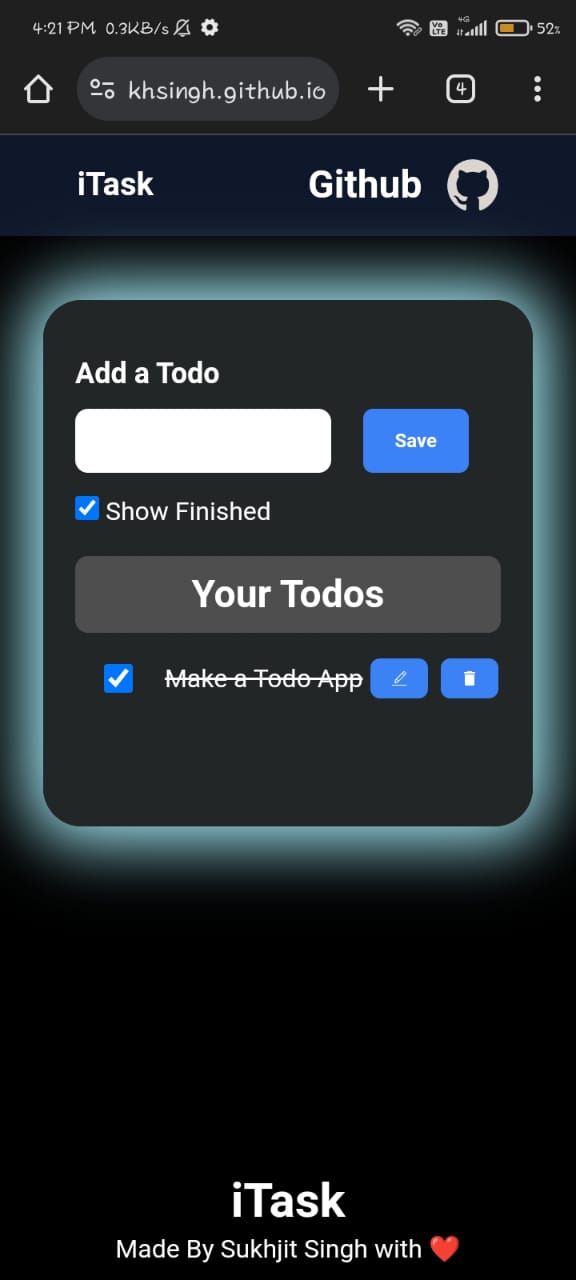 4:21 PM 0.3KB/s 4G Vo LTE 52%
khsingh.github.io 4
iTask Github
Add a Todo
Save
Show Finished
Your Todos
Make a Todo App
iTask
Made By Sukhjit Singh with ❤️